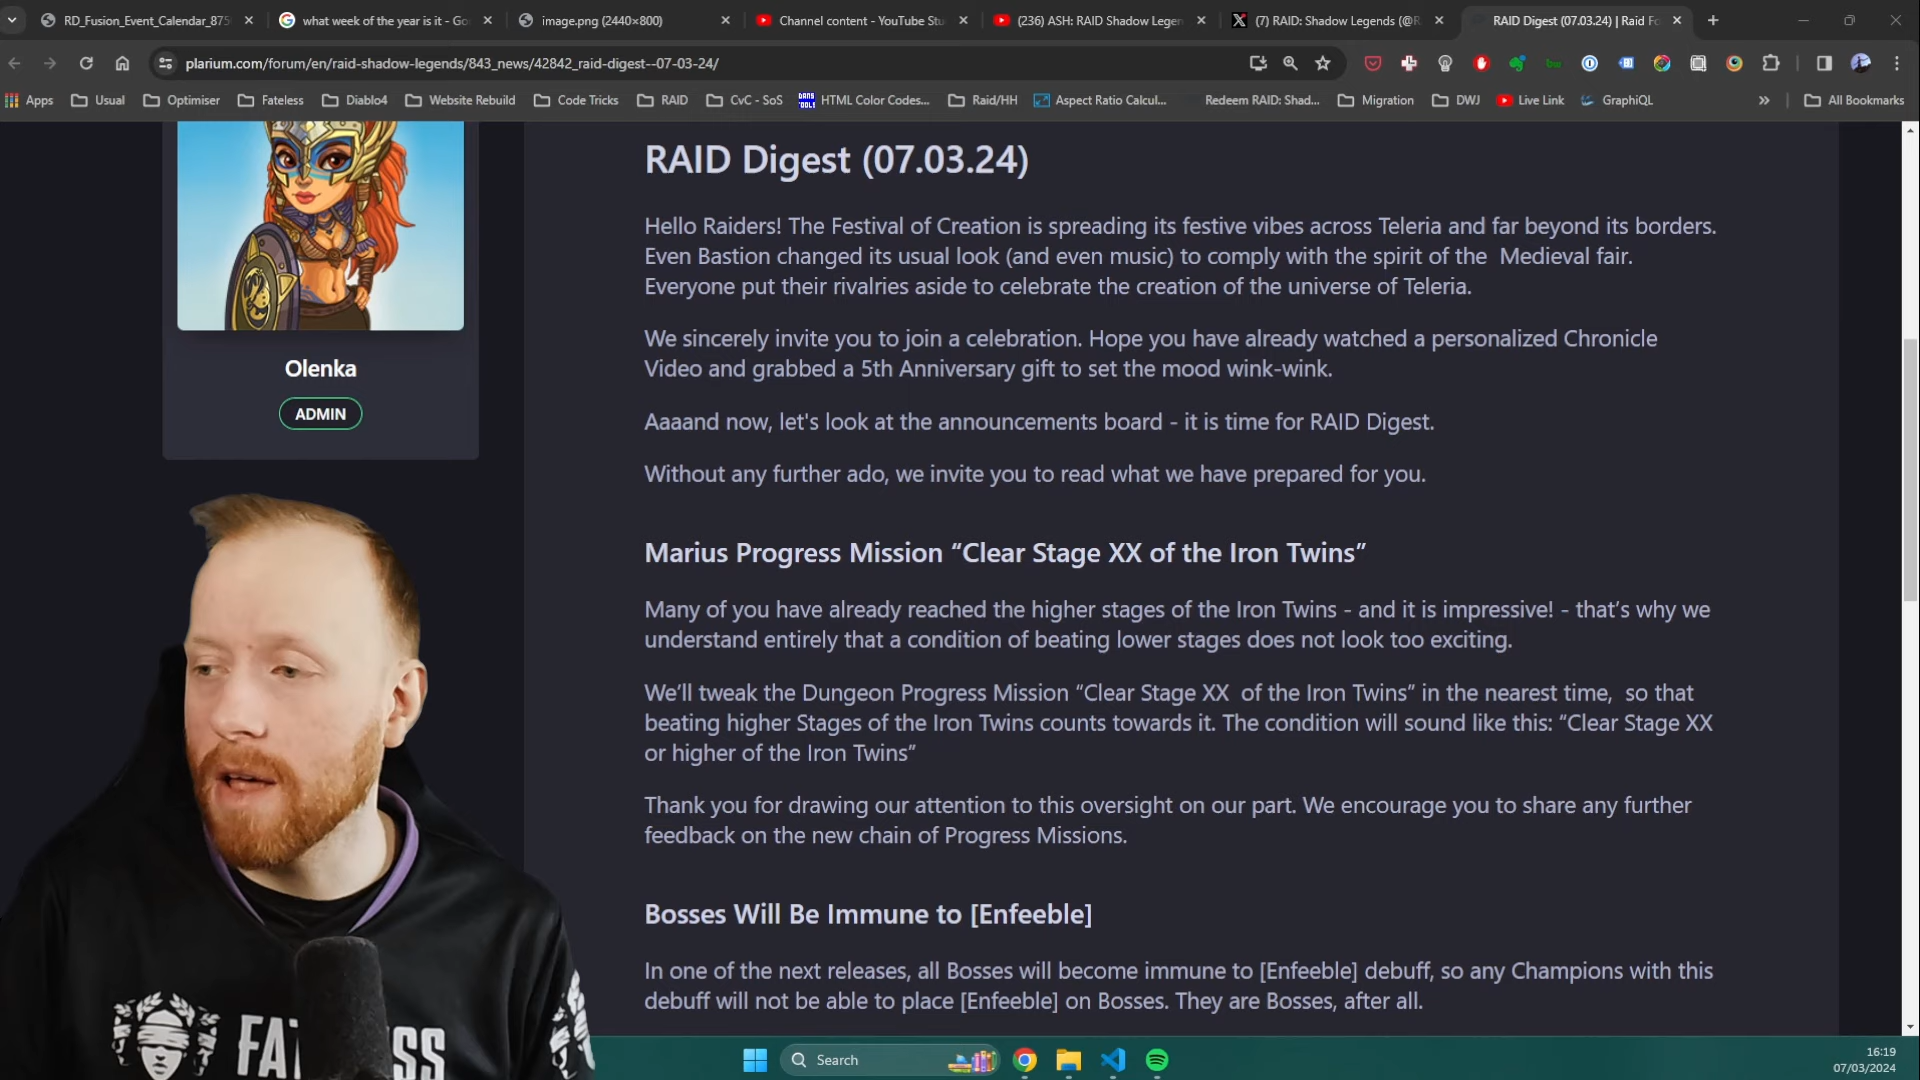 RD_Fusion_Event_Calendar_875
what week of the year is it - Go
image.png (2440×800)
Channel content - YouTube Stu
(236) ASH: RAID Shadow Legen
(7) RAID: Shadow Legends (@R
RAID Digest (07.03.24) | Raid Fo
plarium.com/forum/en/raid-shadow-legends/843_news/42842_raid-digest--07-03-24/
Apps
Usual
Optimiser
Fateless
Diablo4
Website Rebuild
Code Tricks
RAID
CvC - SoS
HTML Color Codes...
Raid/HH
Aspect Ratio Calcul...
Redeem RAID: Shad...
Migration
DWJ
Live Link
GraphiQL
All Bookmarks
RAID Digest (07.03.24)
Hello Raiders! The Festival of Creation is spreading its festive vibes across Teleria and far beyond its borders.
Even Bastion changed its usual look (and even music) to comply with the spirit of the  Medieval fair.
Everyone put their rivalries aside to celebrate the creation of the universe of Teleria.
We sincerely invite you to join a celebration. Hope you have already watched a personalized Chronicle
Video and grabbed a 5th Anniversary gift to set the mood wink-wink.
Olenka
ADMIN
Aaaand now, let's look at the announcements board - it is time for RAID Digest.
Without any further ado, we invite you to read what we have prepared for you.
Marius Progress Mission “Clear Stage XX of the Iron Twins”
Many of you have already reached the higher stages of the Iron Twins - and it is impressive! - that’s why we
understand entirely that a condition of beating lower stages does not look too exciting.
We’ll tweak the Dungeon Progress Mission “Clear Stage XX  of the Iron Twins” in the nearest time,  so that
beating higher Stages of the Iron Twins counts towards it. The condition will sound like this: “Clear Stage XX
or higher of the Iron Twins”
Thank you for drawing our attention to this oversight on our part. We encourage you to share any further
feedback on the new chain of Progress Missions.
Bosses Will Be Immune to [Enfeeble]
In one of the next releases, all Bosses will become immune to [Enfeeble] debuff, so any Champions with this
debuff will not be able to place [Enfeeble] on Bosses. They are Bosses, after all.
Search
16:19
07/03/2024